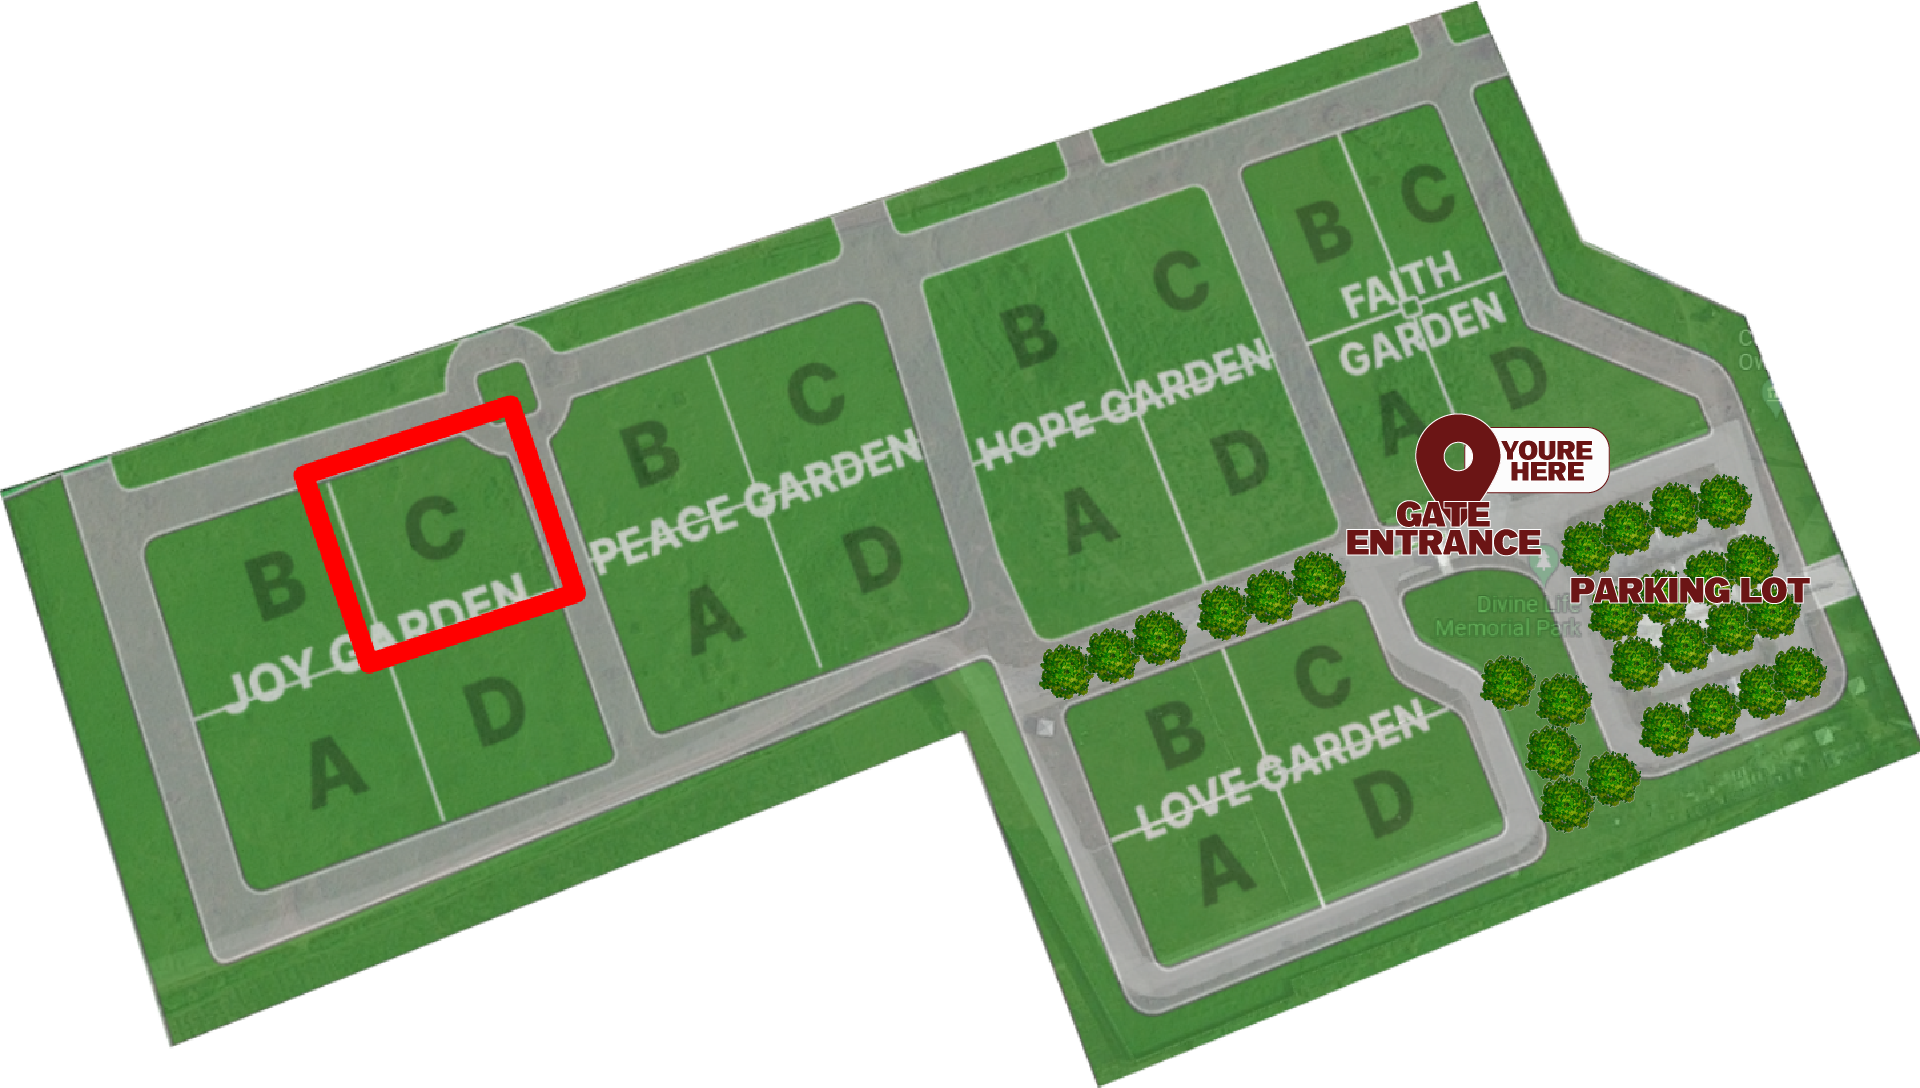 B
C
FAITH
GARDEN
A
D
B
C
HOPE GARDEN
A
D
B
C
PEACE GARDEN
A
D
B
C
JOY GARDEN
A
D
YOURE
HERE
GATE
ENTRANCE
PARKING LOT
Divine Life
Memorial Park
B
C
LOVE GARDEN
A
D